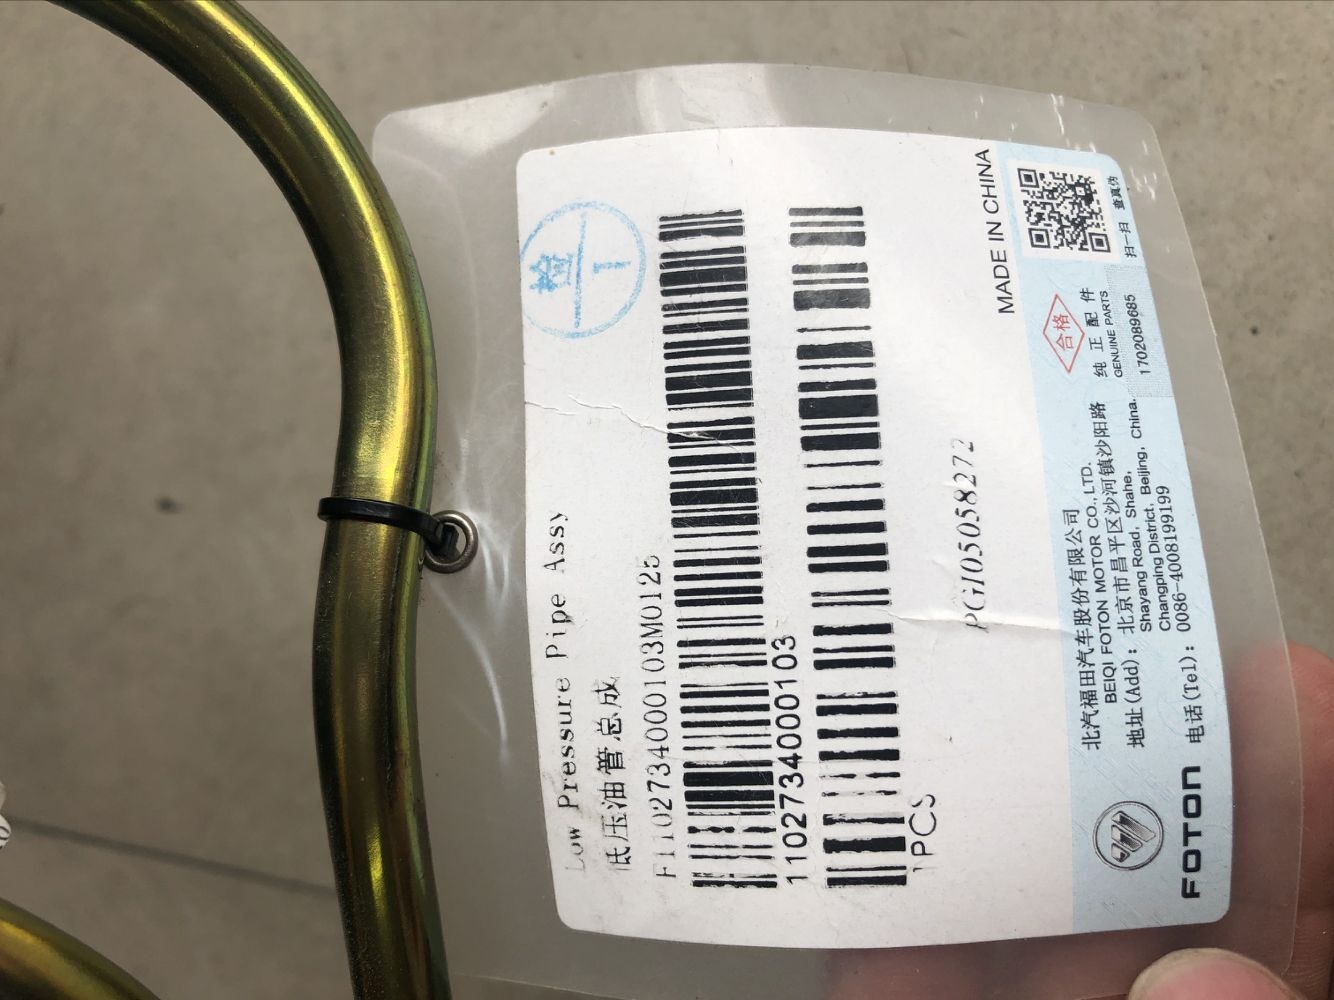 Low Pressure Pipe Assy
低压油管总成
F1102734000103M0125
1102734000103
1PCS
PG105058272
MADE IN CHINA
检
1
北汽福田汽车股份有限公司
BEIQI FOTON MOTOR CO., LTD.
地址(Add): 北京市昌平区沙河镇沙阳路
Shayang Road, Shahe,
Changping District, Beijing, China.
电话(Tel): 0086-4008199199
FOTON
合格
纯正配件
GENUINE PARTS
1702089685
扫一扫 查真伪